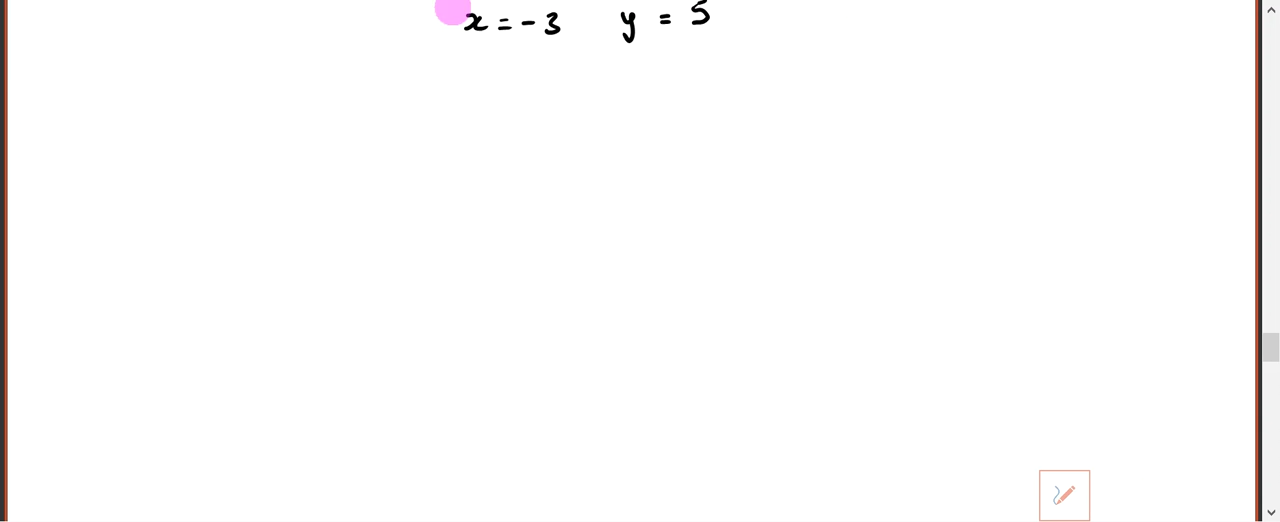 x = -3 y = 5